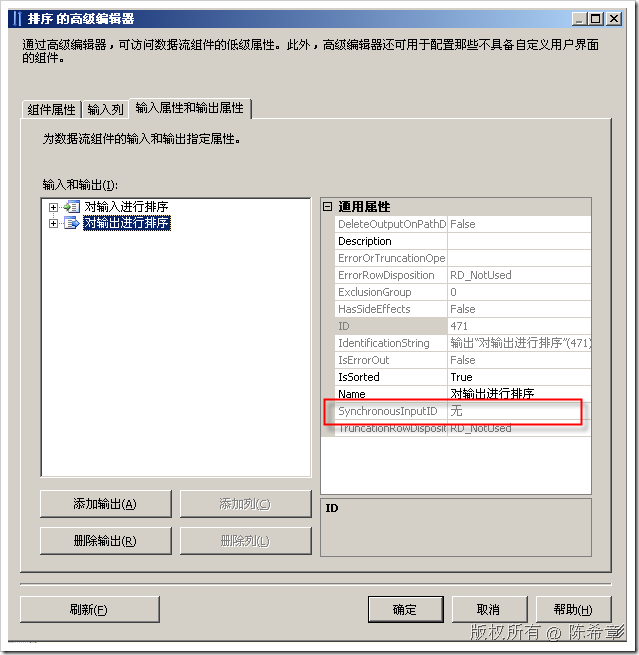 排序 的高级编辑器
通过高级编辑器，可访问数据流组件的低级属性。此外，高级编辑器还可用于配置那些不具备自定义用户界面
的组件。
组件属性 输入列 输入属性和输出属性
为数据流组件的输入和输出指定属性。
输入和输出(I):
对输入进行排序
对输出进行排序
通用属性
DeleteOutputOnPathD False
Description
ErrorOrTruncationOpe
ErrorRowDisposition RD_NotUsed
ExclusionGroup 0
HasSideEffects False
ID 471
IdentificationString 输出“对输出进行排序”(471)
IsErrorOut False
IsSorted True
Name 对输出进行排序
SynchronousInputID 无
TruncationRowDisposit RD_NotUsed
ID
添加输出(A) 添加列(C)
删除输出(R) 删除列(L)
刷新(F) 确定 取消 帮助(H)
版权所有 @ 陈希章